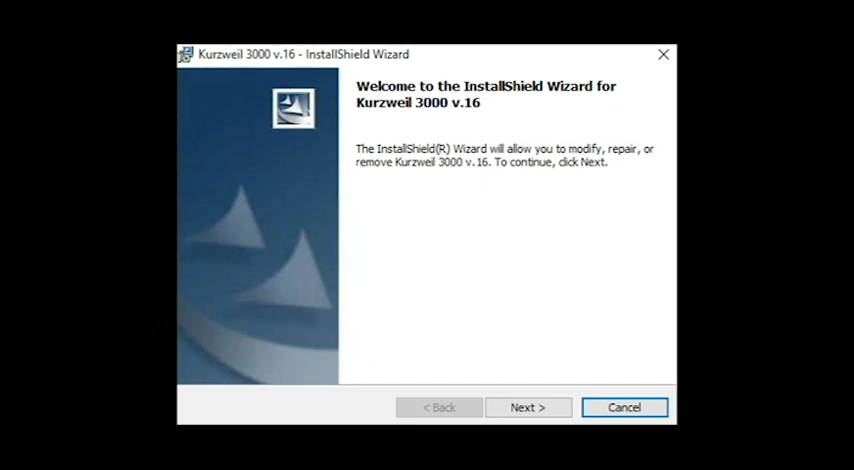 Kurzweil 3000 v.16 - InstallShield Wizard
Welcome to the InstallShield Wizard for
Kurzweil 3000 v.16
The InstallShield(R) Wizard will allow you to modify, repair, or
remove Kurzweil 3000 v.16. To continue, click Next.
< Back Next > Cancel